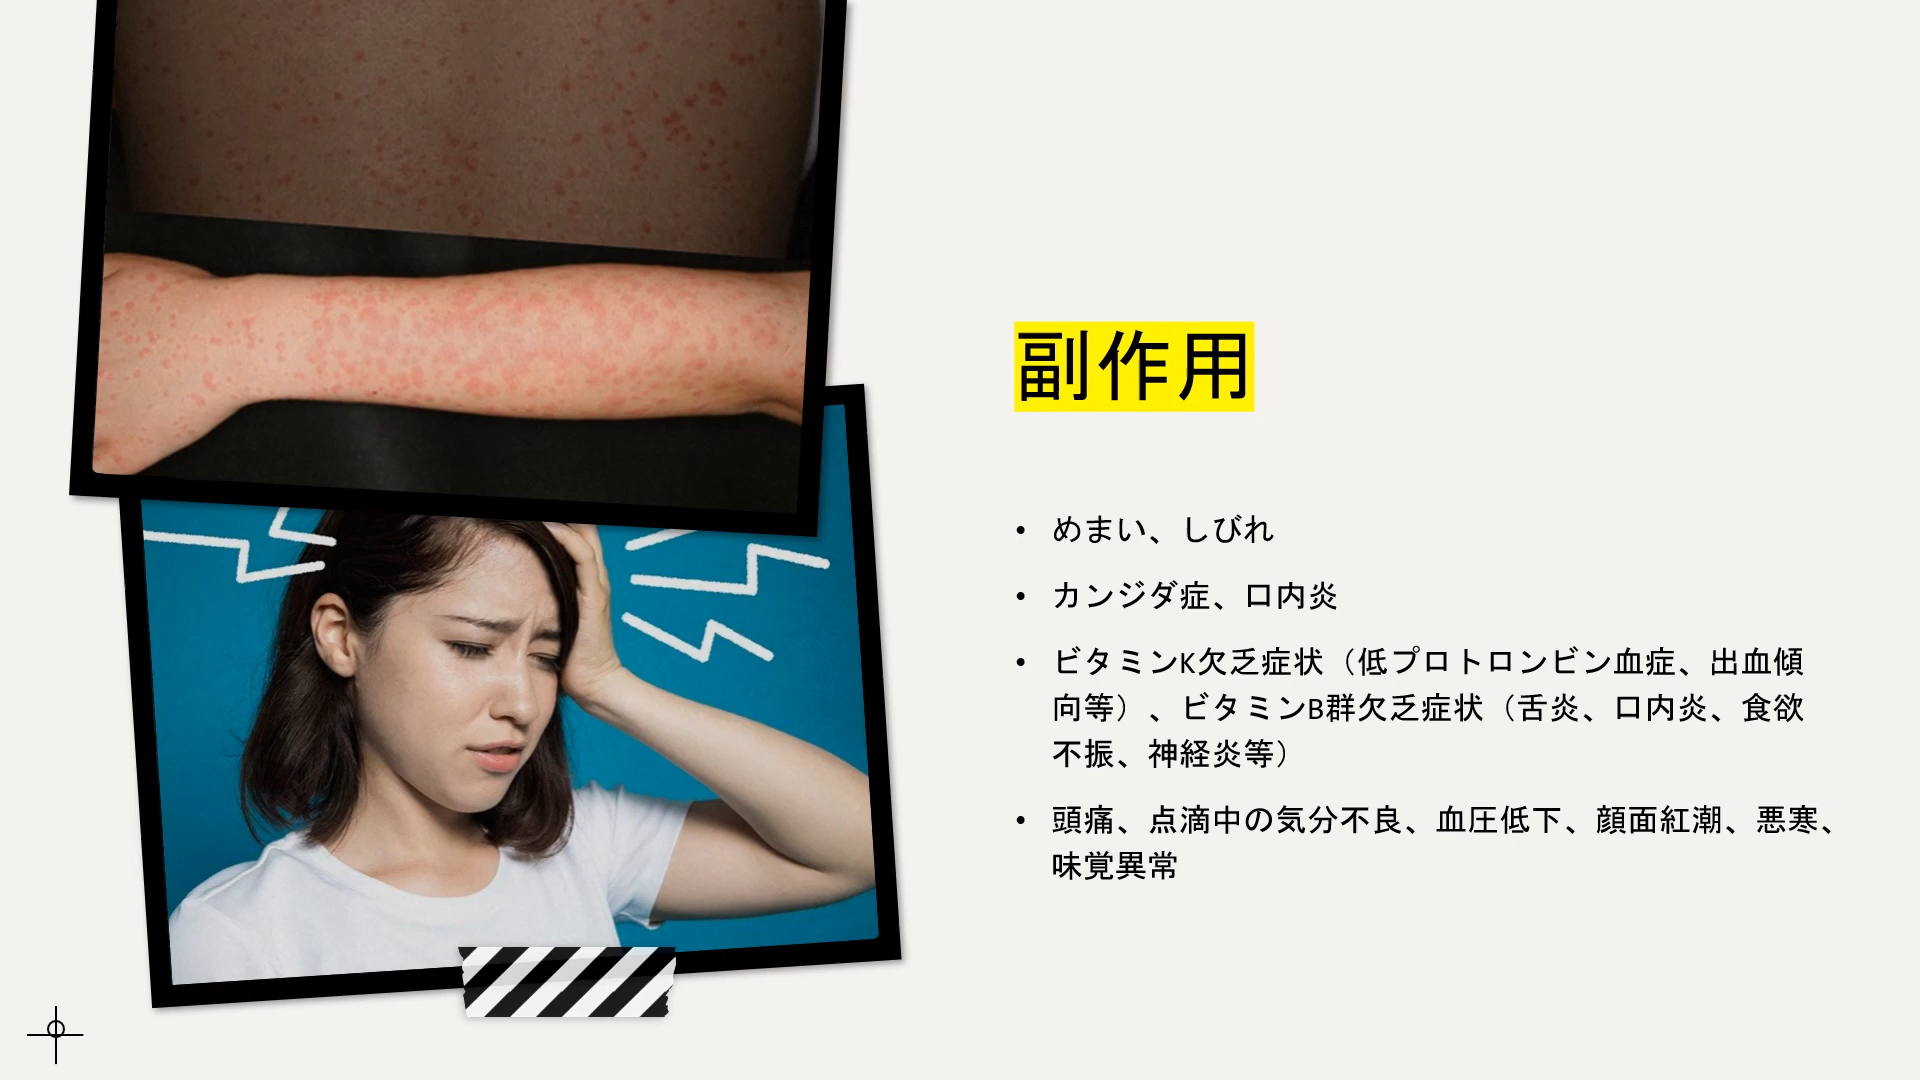 副作用
• めまい、しびれ
• カンジダ症、口内炎
• ビタミンK欠乏症状（低プロトロンビン血症、出血傾
向等）、ビタミンB群欠乏症状（舌炎、口内炎、食欲
不振、神経炎等）
• 頭痛、点滴中の気分不良、血圧低下、顔面紅潮、悪寒、
味覚異常